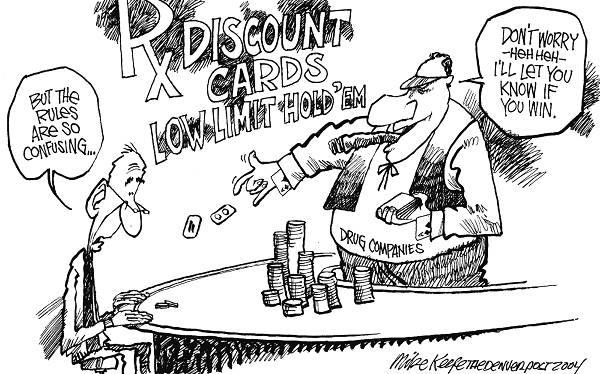 Rx DISCOUNT
CARDS
LOW LIMIT HOLD'EM
BUT THE
RULES
ARE SO
CONFUSING...
DON'T WORRY
—HEH HEH—
I'LL LET YOU
KNOW IF
YOU WIN.
DRUG COMPANIES
Mike Keefe THE DENVER POST 2004